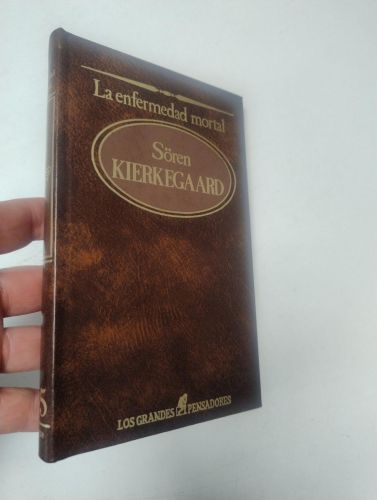 La enfermedad mortal
Sören
KIERKEGAARD
LOS GRANDES PENSADORES